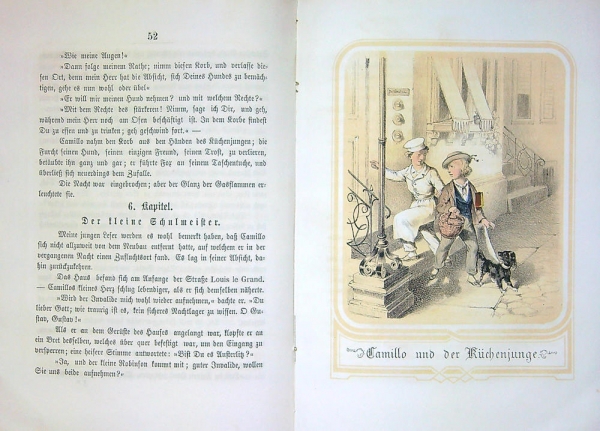 52
»Wie meine Augen!«
»Dann folge meinem Rathe; nimm diesen Korb, und verlasse die-
sen Ort, denn mein Herr hat die Absicht, sich Deines Hundes zu bemäch-
tigen, gehe es nun wohl oder übel«
»Er will mir meinen Hund nehmen? und mit welchem Rechte?«
»Mit dem Rechte des stärkeren! Nimm, sage ich Dir, und geh,
während mein Herr noch am Ofen beschäftigt ist. In dem Korbe findest
Du zu essen und zu trinken; geh geschwind fort.« —
Camillo nahm den Korb aus den Händen des Küchenjungen; die
Furcht seinen Hund, seinen einzigen Freund, seinen Trost, zu verlieren,
betäubte ihn ganz und gar; er führte Fox an seinem Taschentuche, und
überließ sich neuerdings dem Zufalle.
Die Nacht war eingebrochen; aber der Glanz der Gasflammen er-
leuchtete sie.
6. Kapitel.
Der kleine Schulmeister.
Meine jungen Leser werden es wohl bemerkt haben, daß Camillo
sich nicht allzuweit von dem Neubau entfernt hatte, auf welchem er in der
vergangenen Nacht einen Zufluchtsort fand. Es lag in seiner Absicht, da-
hin zurückzukehren.
Das Haus befand sich am Anfange der Straße Louis le Grand.
— Camillos kleines Herz schlug lebendiger, als er sich demselben näherte.
»Wird der Invalide mich wohl wieder aufnehmen,« dachte er. »Du
lieber Gott; wie traurig ist es, kein sicheres Nachtlager zu wissen. O Gu-
stav, Gustav!«
Als er an dem Gerüste des Hauses angelangt war, klopfte er an
ein Bret desselben, welches über quer befestigt war, um den Eingang zu
versperren; eine heisere Stimme antwortete: »Bist Du es Austerlitz?«
»Ja, und der kleine Robinson kommt mit; guter Invalide, wollen
Sie uns beide aufnehmen?«
Camillo und der Küchenjunge.